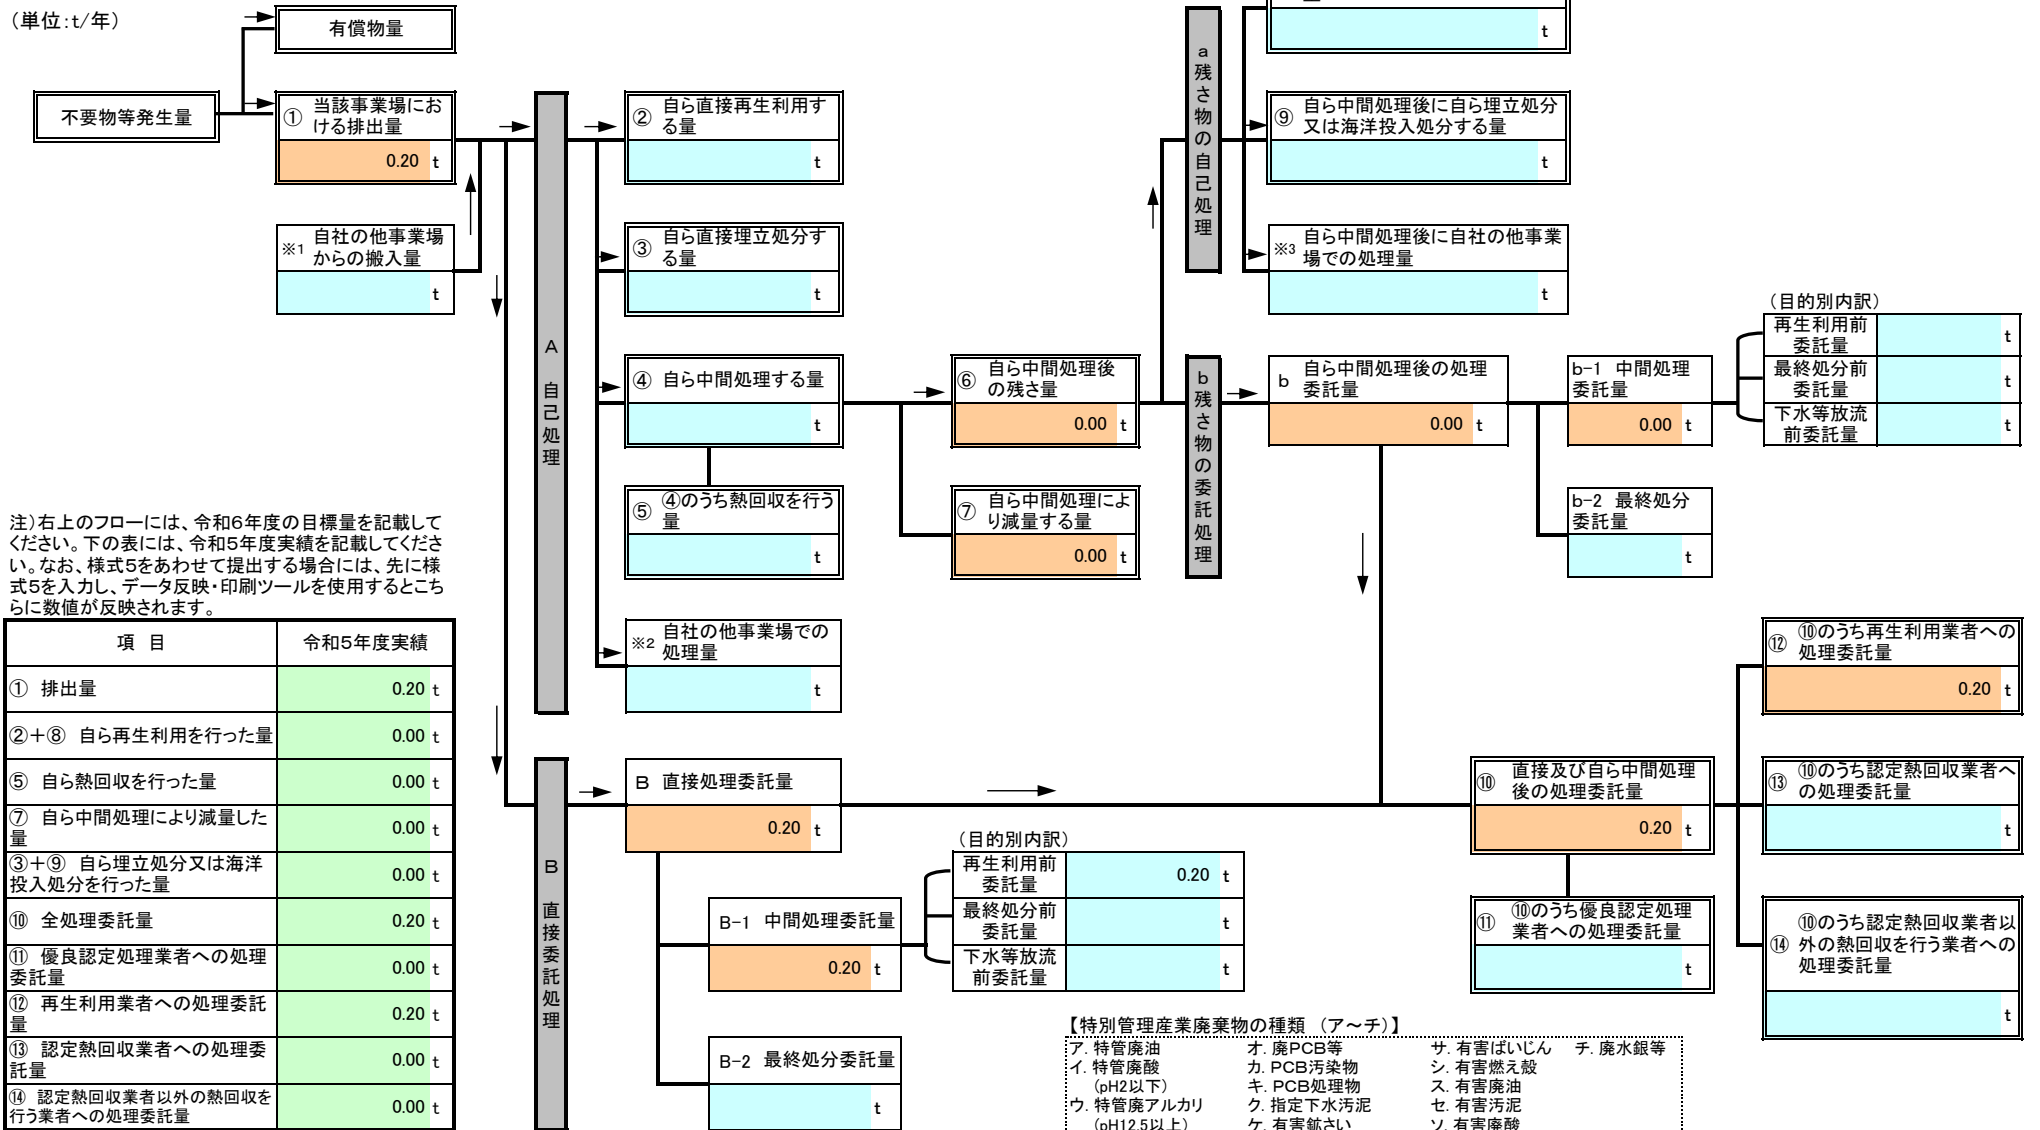 （単位:t/年）
有償物量
不要物等発生量
① 当該事業場にお
ける排出量
0.20 t
※1 自社の他事業場
からの搬入量
t
A 自己処理
② 自ら直接再生利用す
る量
t
③ 自ら直接埋立処分す
る量
t
④ 自ら中間処理する量
t
⑤ ④のうち熱回収を行う
量
t
※2 自社の他事業場での
処理量
t
⑥ 自ら中間処理後
の残さ量
0.00 t
⑦ 自ら中間処理によ
り減量する量
0.00 t
a 残さ物の自己処理
t
⑨ 自ら中間処理後に自ら埋立処分
又は海洋投入処分する量
t
※3 自ら中間処理後に自社の他事業
場での処理量
t
b 残さ物の委託処理
b 自ら中間処理後の処理
委託量
0.00 t
b-1 中間処理
委託量
0.00 t
（目的別内訳）
再生利用前
委託量
t
最終処分前
委託量
t
下水等放流
前委託量
t
b-2 最終処分
委託量
t
注）右上のフローには、令和6年度の目標量を記載して
ください。下の表には、令和5年度実績を記載してくださ
い。なお、様式5をあわせて提出する場合には、先に様
式5を入力し、データ反映・印刷ツールを使用するとこち
らに数値が反映されます。
項 目 令和5年度実績
① 排出量 0.20 t
②＋⑧ 自ら再生利用を行った量 0.00 t
⑤ 自ら熱回収を行った量 0.00 t
⑦ 自ら中間処理により減量した
量 0.00 t
③＋⑨ 自ら埋立処分又は海洋
投入処分を行った量 0.00 t
⑩ 全処理委託量 0.20 t
⑪ 優良認定処理業者への処理
委託量 0.00 t
⑫ 再生利用業者への処理委託
量 0.20 t
⑬ 認定熱回収業者への処理委
託量 0.00 t
⑭ 認定熱回収業者以外の熱回収を
行う業者への処理委託量 0.00 t
B 直接委託処理
B 直接処理委託量
0.20 t
B-1 中間処理委託量
0.20 t
（目的別内訳）
再生利用前
委託量
0.20 t
最終処分前
委託量
t
下水等放流
前委託量
t
B-2 最終処分委託量
t
⑩ 直接及び自ら中間処理
後の処理委託量
0.20 t
⑪ ⑩のうち優良認定処理
業者への処理委託量
t
⑫ ⑩のうち再生利用業者への
処理委託量
0.20 t
⑬ ⑩のうち認定熱回収業者へ
の処理委託量
t
⑭ ⑩のうち認定熱回収業者以
外の熱回収を行う業者への
処理委託量
t
【特別管理産業廃棄物の種類 （ア～チ）】
ア. 特管廃油 オ. 廃PCB等 サ. 有害ばいじん チ. 廃水銀等
イ. 特管廃酸 カ. PCB汚染物 シ. 有害燃え殻
（pH2以下） キ. PCB処理物 ス. 有害廃油
ウ. 特管廃アルカリ ク. 指定下水汚泥 セ. 有害汚泥
（pH12.5以上） ケ. 有害鉱さい ソ. 有害廃酸